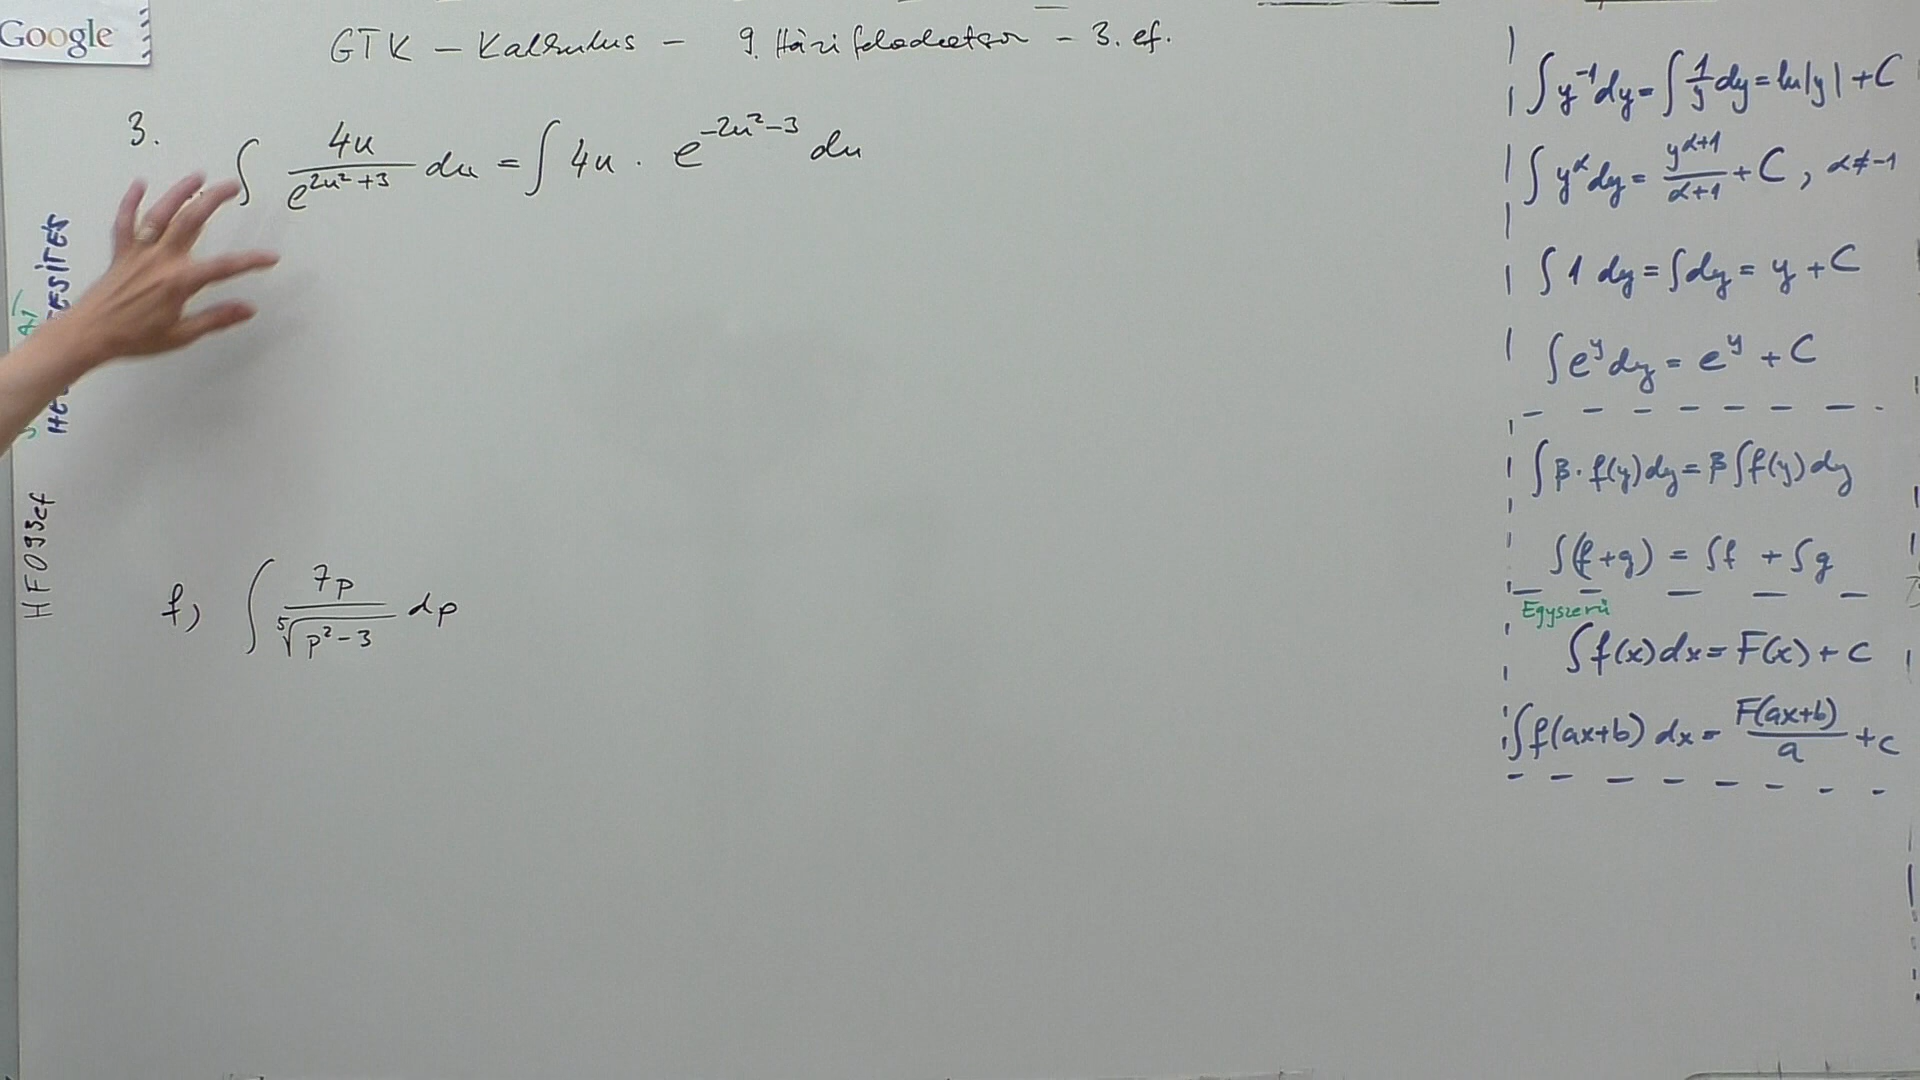 Google
GTK – Kalkulus – 9. Házi feladatsor – 3. ef.
3.
∫ 4u / e^{2u²+3} du = ∫ 4u · e^{-2u²-3} du
f) ∫ 7p / ⁵√(p²-3) dp
HF093ef
∫ y⁻¹ dy = ∫ 1/y dy = ln|y| + C
∫ y^α dy = y^{α+1} / (α+1) + C, α ≠ -1
∫ 1 dy = ∫ dy = y + C
∫ e^y dy = e^y + C
∫ β · f(y) dy = β ∫ f(y) dy
∫ (f+g) = ∫ f + ∫ g
Egyszerű
∫ f(x) dx = F(x) + C
∫ f(ax+b) dx = F(ax+b) / a + C